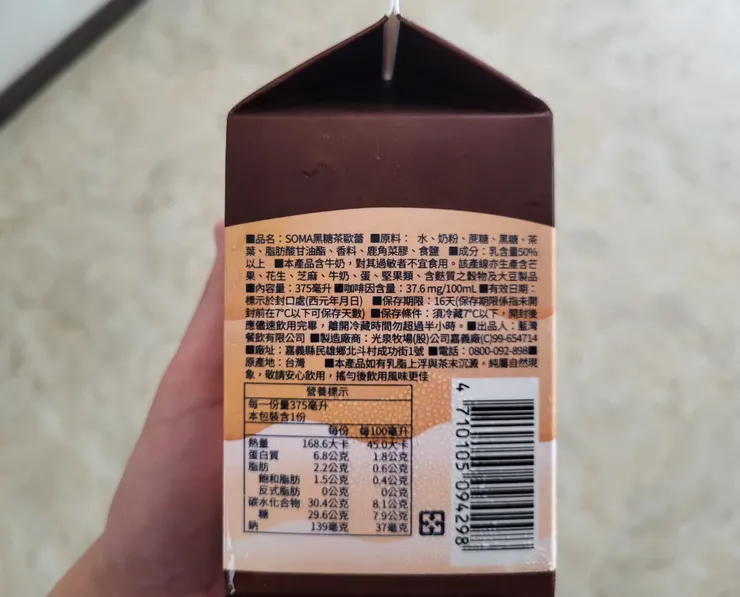 ■品名：SOMA黑糖茶歐蕾 ■原料： 水、奶粉、蔗糖、黑糖、茶
葉、脂肪酸甘油酯、香料、鹿角菜膠、食鹽 ■成分：乳含量50%
以上 ■本產品含牛奶，對其過敏者不宜食用。該產線亦生產含芒
果、花生、芝麻、牛奶、蛋、堅果類、含麩質之穀物及大豆製品
■內容量：375毫升■咖啡因含量：37.6mg/100mL■有效日期：
標示於封口處(西元年月日) ■保存期限：16天(保存期限係指未開
封前在7°C以下可保存天數) ■保存條件：須冷藏7°C以下，開封後
應儘速飲用完畢，離開冷藏時間勿超過半小時。■出品人：藍灣
餐飲有限公司 ■製造廠商：光泉牧場(股)公司嘉義廠(C)99-654714
■廠址：嘉義縣民雄鄉北斗村成功街1號 ■電話：0800-092-898■
原產地：台灣 ■本產品如有乳脂上浮與茶末沉澱，純屬自然現
象，敬請安心飲用，搖勻後飲用風味更佳
營養標示
每一份量375毫升
本包裝含1份
每份 每100毫升
熱量 168.6大卡 45.0大卡
蛋白質 6.8公克 1.8公克
脂肪 2.2公克 0.6公克
飽和脂肪 1.5公克 0.4公克
反式脂肪 0公克 0公克
碳水化合物 30.4公克 8.1公克
糖 29.6公克 7.9公克
鈉 139毫克 37毫克
4 710105 094298